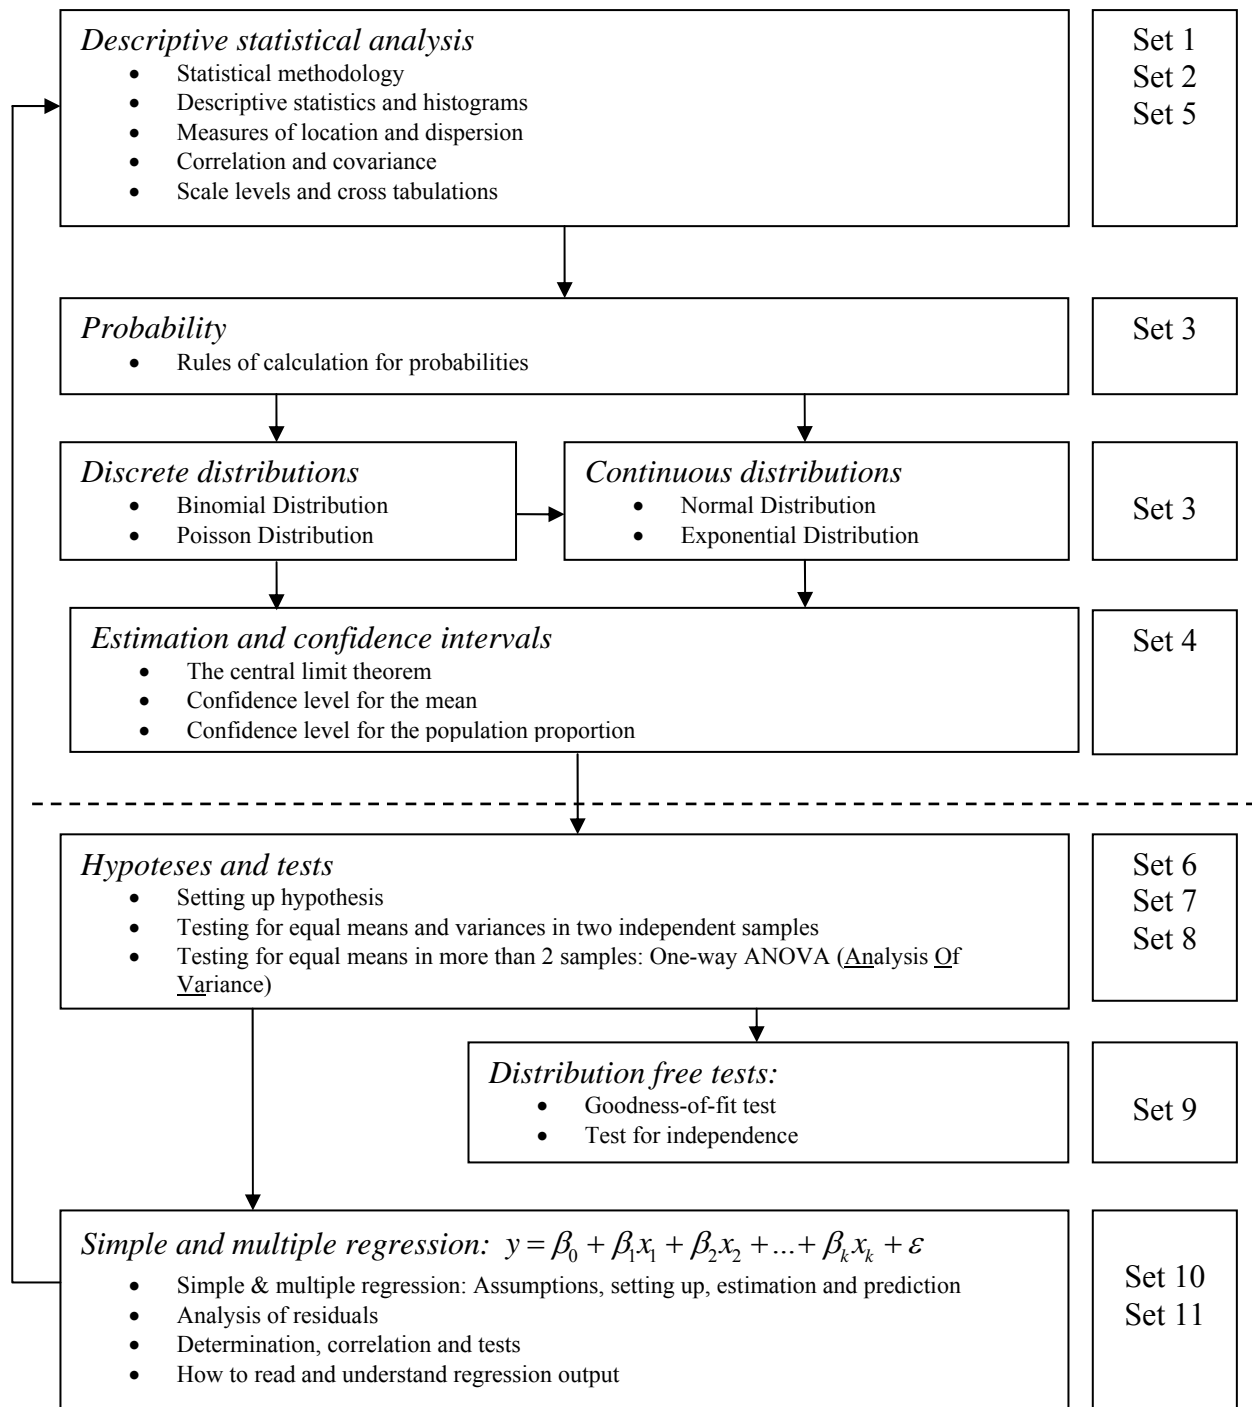 Descriptive statistical analysis
• Statistical methodology
• Descriptive statistics and histograms
• Measures of location and dispersion
• Correlation and covariance
• Scale levels and cross tabulations
Set 1
Set 2
Set 5
Probability
• Rules of calculation for probabilities
Set 3
Discrete distributions
• Binomial Distribution
• Poisson Distribution
Continuous distributions
• Normal Distribution
• Exponential Distribution
Set 3
Estimation and confidence intervals
• The central limit theorem
• Confidence level for the mean
• Confidence level for the population proportion
Set 4
Hypoteses and tests
• Setting up hypothesis
• Testing for equal means and variances in two independent samples
• Testing for equal means in more than 2 samples: One-way ANOVA (Analysis Of
Variance)
Set 6
Set 7
Set 8
Distribution free tests:
• Goodness-of-fit test
• Test for independence
Set 9
Simple and multiple regression: y = β₀ + β₁x₁ + β₂x₂ + ... + βₖxₖ + ε
• Simple & multiple regression: Assumptions, setting up, estimation and prediction
• Analysis of residuals
• Determination, correlation and tests
• How to read and understand regression output
Set 10
Set 11